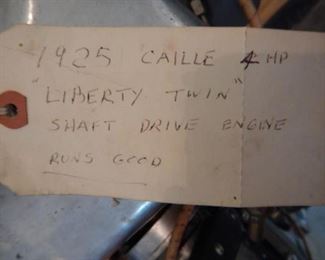 1925 CAILLE 4 HP
"LIBERTY TWIN"
SHAFT DRIVE ENGINE
RUNS GOOD